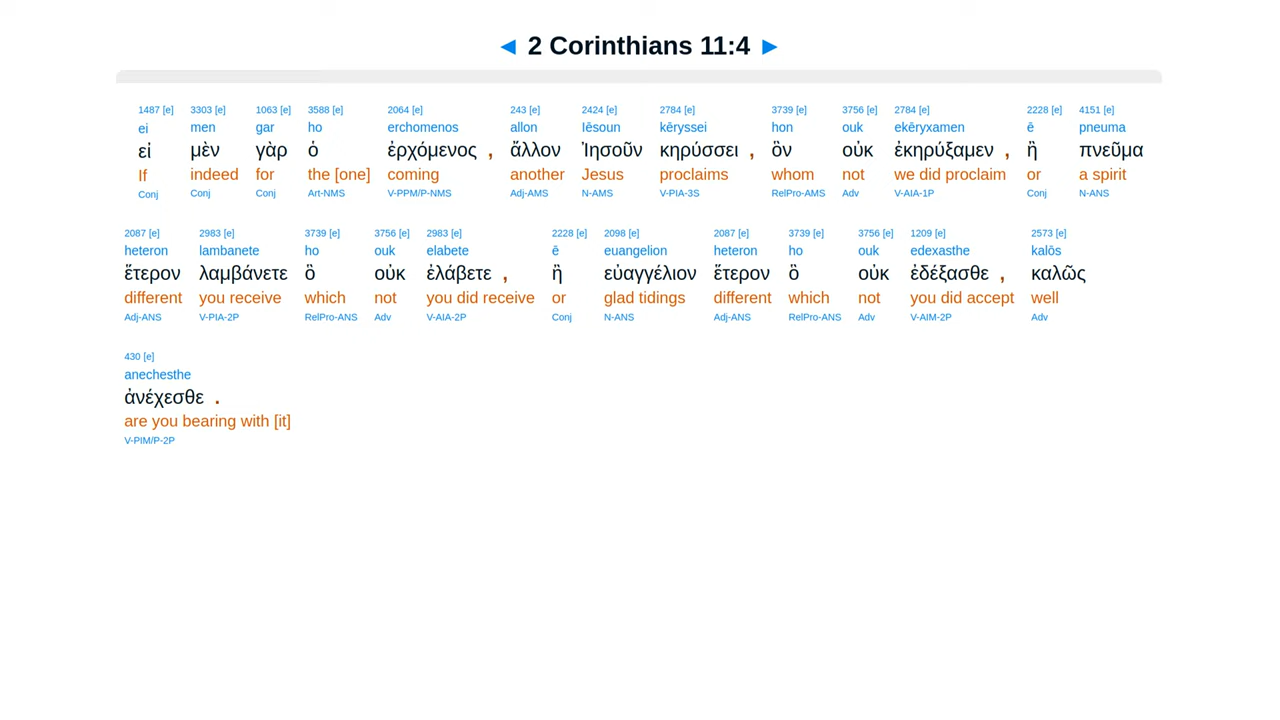 ◄ 2 Corinthians 11:4 ►
1487 [e] 3303 [e] 1063 [e] 3588 [e] 2064 [e] 243 [e] 2424 [e] 2784 [e] 3739 [e] 3756 [e] 2784 [e] 2228 [e] 4151 [e]
ei men gar ho erchomenos allon Iēsoun kēryssei hon ouk ekēryxamen ē pneuma
εἰ μὲν γὰρ ὁ ἐρχόμενος , ἄλλον Ἰησοῦν κηρύσσει , ὃν οὐκ ἐκηρύξαμεν , ἢ πνεῦμα
If indeed for the [one] coming another Jesus proclaims whom not we did proclaim or a spirit
Conj Conj Conj Art-NMS V-PPM/P-NMS Adj-AMS N-AMS V-PIA-3S RelPro-AMS Adv V-AIA-1P Conj N-ANS
2087 [e] 2983 [e] 3739 [e] 3756 [e] 2983 [e] 2228 [e] 2098 [e] 2087 [e] 3739 [e] 3756 [e] 1209 [e] 2573 [e]
heteron lambanete ho ouk elabete ē euangelion heteron ho ouk edexasthe kalōs
ἕτερον λαμβάνετε ὃ οὐκ ἐλάβετε , ἢ εὐαγγέλιον ἕτερον ὃ οὐκ ἐδέξασθε , καλῶς
different you receive which not you did receive or glad tidings different which not you did accept well
Adj-ANS V-PIA-2P RelPro-ANS Adv V-AIA-2P Conj N-ANS Adj-ANS RelPro-ANS Adv V-AIM-2P Adv
430 [e]
anechesthe
ἀνέχεσθε .
are you bearing with [it]
V-PIM/P-2P